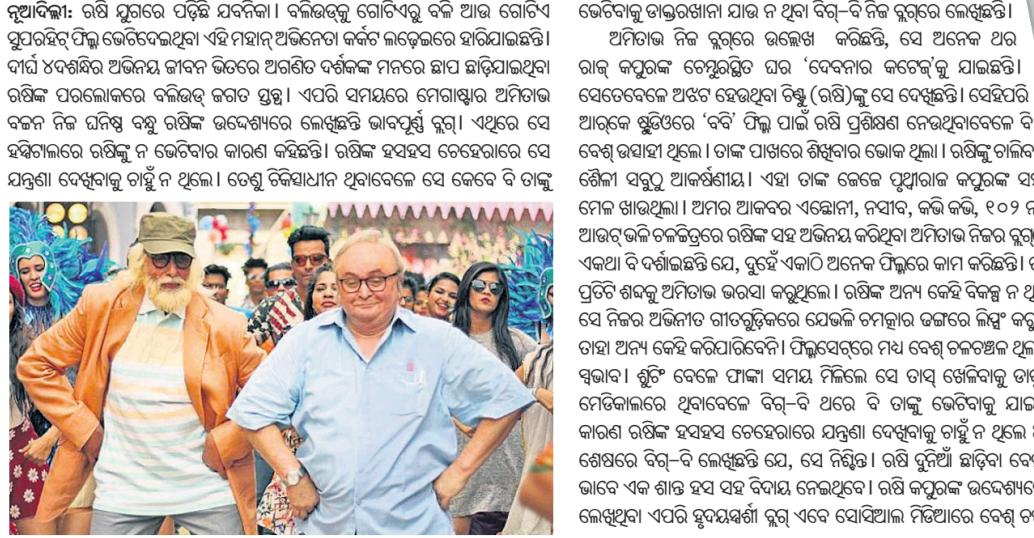 ନୂଆଦିଲ୍ଲୀ: ଋଷି ଯୁଗରେ ପଡ଼ିଛି ଯବନିକା। ବଲିଉଡ୍‌କୁ ଗୋଟିଏରୁ ବଳି ଆଉ ଗୋଟିଏ
ସୁପରହିଟ୍ ଫିଲ୍ମ ଭେଟିଦେଇଥିବା ଏହି ମହାନ୍ ଅଭିନେତା କର୍କଟ ଲଢ଼େଇରେ ହାରିଯାଇଛନ୍ତି।
ଦୀର୍ଘ ୪ଦଶନ୍ଧିର ଅଭିନୟ ଜୀବନ ଭିତରେ ଅଗଣିତ ଦର୍ଶକଙ୍କ ମନରେ ଛାପ ଛାଡ଼ିଯାଇଥିବା
ଋଷିଙ୍କ ପରଲୋକରେ ବଲିଉଡ୍ ଜଗତ ସ୍ତବ୍ଧ। ଏପରି ସମୟରେ ମେଗାଷ୍ଟାର ଅମିତାଭ
ବଚ୍ଚନ ନିଜ ଘନିଷ୍ଠ ବନ୍ଧୁ ଋଷିଙ୍କ ଉଦ୍ଦେଶ୍ୟରେ ଲେଖିଛନ୍ତି ଭାବପୂର୍ଣ୍ଣ ବ୍ଲଗ୍। ଏଥିରେ ସେ
ହସ୍ପିଟାଲରେ ଋଷିଙ୍କୁ ନ ଭେଟିବାର କାରଣ କହିଛନ୍ତି। ଋଷିଙ୍କ ହସହସ ଚେହେରାରେ ସେ
ଯନ୍ତ୍ରଣା ଦେଖିବାକୁ ଚାହୁଁ ନ ଥିଲେ। ତେଣୁ ଚିକିତ୍ସାଧୀନ ଥିବାବେଳେ ସେ କେବେ ବି ତାଙ୍କୁ
ଭେଟିବାକୁ ଡାକ୍ତରଖାନା ଯାଉ ନ ଥିବା ବିଗ୍-ବି ନିଜ ବ୍ଲଗ୍‌ରେ ଲେଖିଛନ୍ତି।
ଅମିତାଭ ନିଜ ବ୍ଲଗ୍‌ରେ ଉଲ୍ଲେଖ କରିଛନ୍ତି, ସେ ଅନେକ ଥର
ରାଜ୍ କପୁରଙ୍କ ଚେମ୍ବୁରସ୍ଥିତ ଘର 'ଦେବନାର କଟେଜ୍'କୁ ଯାଇଛନ୍ତି।
ସେତେବେଳେ ଅଝଟ ହେଉଥିବା ଚିଣ୍ଟୁ (ଋଷି)ଙ୍କୁ ସେ ଦେଖିଛନ୍ତି। ସେହିପରି
ଆର୍‌କେ ଷ୍ଟୁଡିଓରେ 'ବବି' ଫିଲ୍ମ ପାଇଁ ଋଷି ପ୍ରଶିକ୍ଷଣ ନେଉଥିବାବେଳେ ବି
ବେଶ୍ ଉତ୍ସାହୀ ଥିଲେ। ତାଙ୍କ ପାଖରେ ଶିଖିବାର ଭୋକ ଥିଲା। ଋଷିଙ୍କୁ ଚାଲିବା
ଶୈଳୀ ସବୁଠୁ ଆକର୍ଷଣୀୟ। ଏହା ତାଙ୍କ ଜେଜେ ପୃଥ୍ୱୀରାଜ କପୁରଙ୍କ
ମେଳ ଖାଉଥିଲା। ଅମର ଆକବର ଏନ୍ଥୋନୀ, ନସୀବ, କଭି କଭି, ୧୦୨ ନ
ଆଉଟ୍ ଭଳି ଚଳଚ୍ଚିତ୍ରରେ ଋଷିଙ୍କ ସହ ଅଭିନୟ କରିଥିବା ଅମିତାଭ ନିଜର ବ୍ଲଗ୍
ଏକଥା ବି ଦର୍ଶାଇଛନ୍ତି ଯେ, ଦୁହେଁ ଏକାଠି ଅନେକ ଫିଲ୍ମରେ କାମ କରିଛନ୍ତି।
ପ୍ରତିଟି ଶବ୍ଦକୁ ଅମିତାଭ ଭରସା କରୁଥିଲେ। ଋଷିଙ୍କ ଅନ୍ୟ କେହି ବିକଳ୍ପ ନ
ସେ ନିଜର ଅଭିନୀତ ଗୀତଗୁଡ଼ିକରେ ଯେଭଳି ଚମତ୍କାର ଢଙ୍ଗରେ ଲିପ୍ସ
ତାହା ଅନ୍ୟ କେହି କରିପାରିବେନି। ଫିଲ୍ମସେଟ୍‌ରେ ମଧ୍ୟ ବେଶ୍ ଚଳଚଞ୍ଚଳ
ସ୍ୱଭାବ। ଶୁଟିଂ ବେଳେ ଫାଙ୍କା ସମୟ ମିଳିଲେ ସେ ତାସ୍ ଖେଳିବାକୁ
ମେଡିକାଲରେ ଥିବାବେଳେ ବିଗ୍-ବି ଥରେ ବି ତାଙ୍କୁ ଭେଟିବାକୁ
କାରଣ ଋଷିଙ୍କ ହସହସ ଚେହେରାରେ ଯନ୍ତ୍ରଣା ଦେଖିବାକୁ ଚାହୁଁ ନ ଥିଲେ
ଶେଷରେ ବିଗ୍-ବି ଲେଖିଛନ୍ତି ଯେ, ସେ ନିଶ୍ଚିନ୍ତ। ଋଷି ଦୁନିଆଁ ଛାଡ଼ିବା
ଭାବେ ଏକ ଶାନ୍ତ ହସ ସହ ବିଦାୟ ନେଇଥିବେ। ଋଷି କପୁରଙ୍କ
ଲେଖିଥିବା ଏପରି ହୃଦୟସ୍ପର୍ଶୀ ବ୍ଲଗ୍ ଏବେ ସୋସିଆଲ ମିଡିଆରେ ବେଶ୍